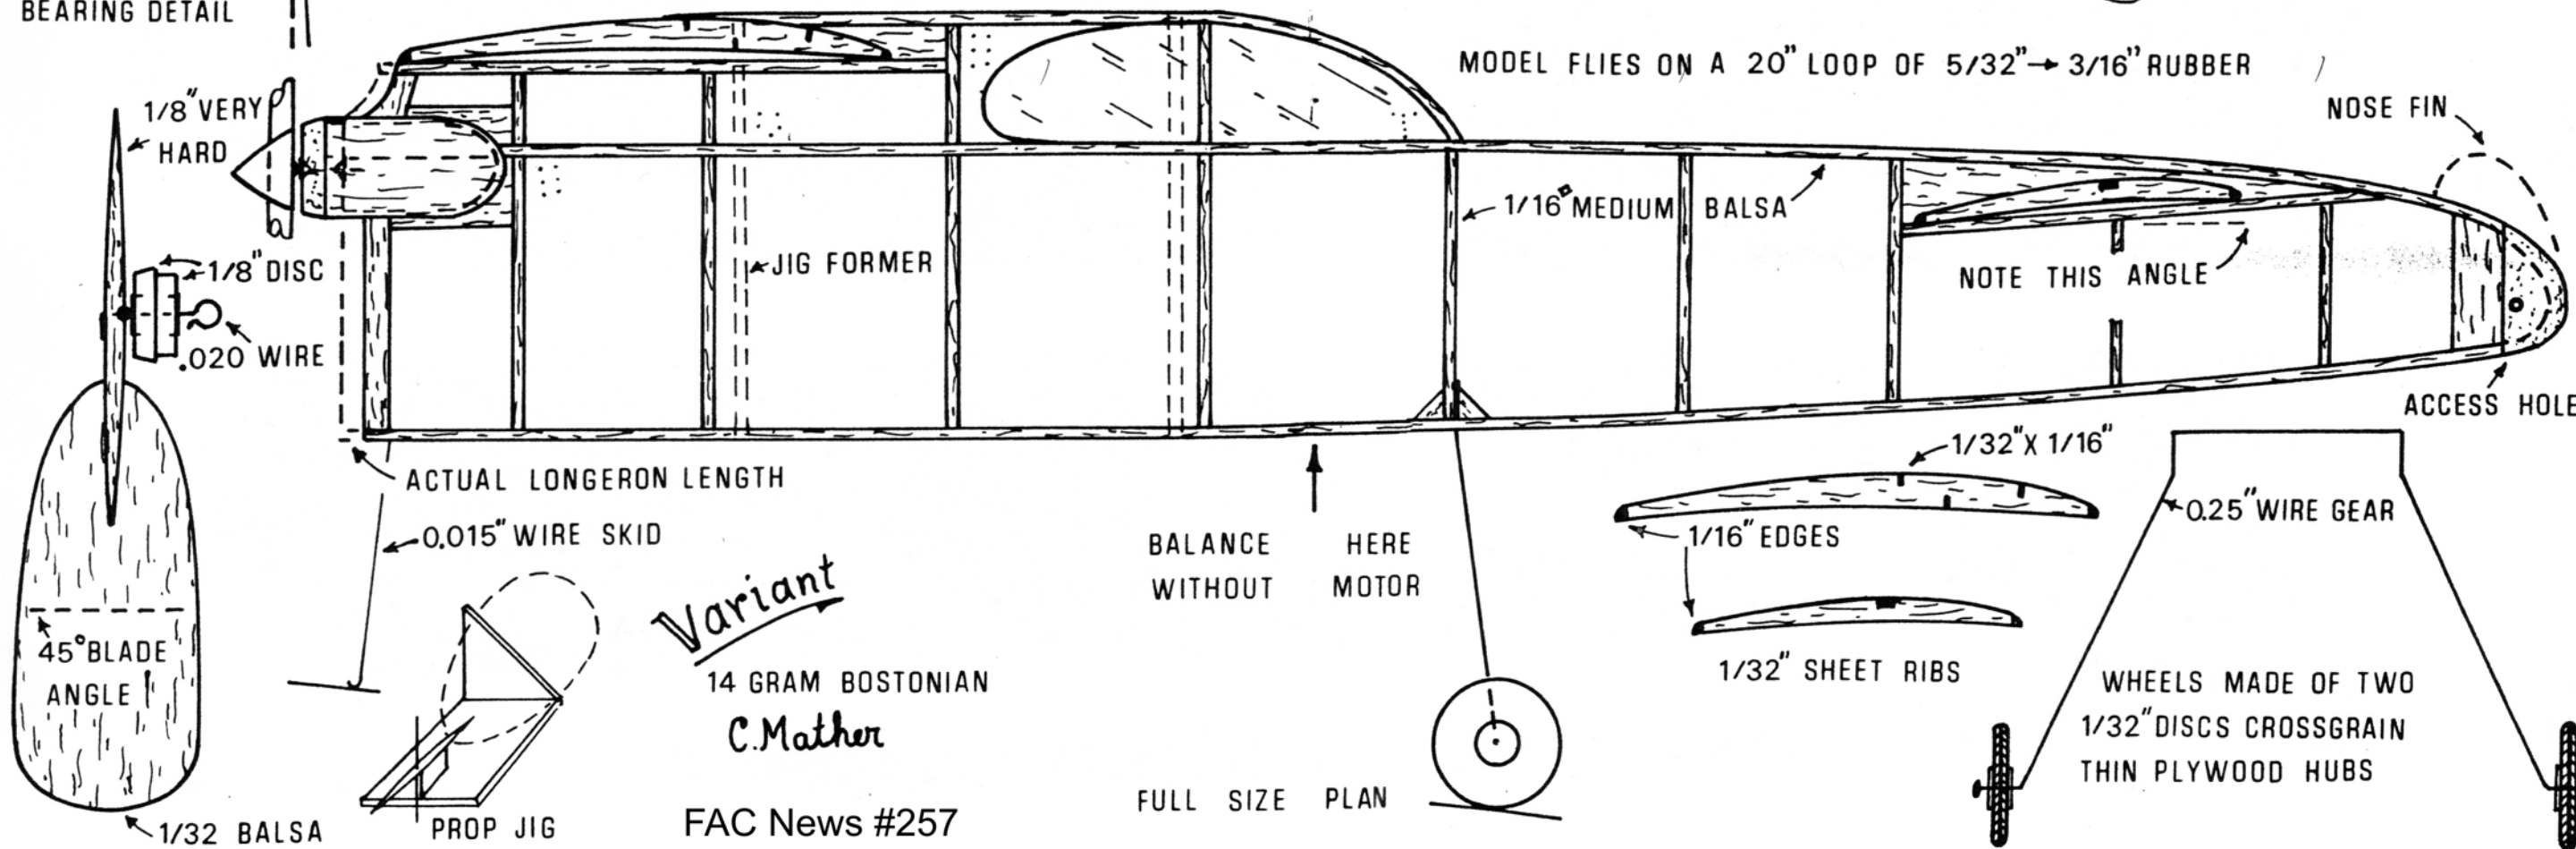 BEARING DETAIL
MODEL FLIES ON A 20" LOOP OF 5/32"→ 3/16" RUBBER
NOSE FIN
1/8" VERY
HARD
1/16" MEDIUM BALSA
JIG FORMER
1/8" DISC
NOTE THIS ANGLE
.020 WIRE
ACCESS HOLE
ACTUAL LONGERON LENGTH
1/32" X 1/16"
0.015" WIRE SKID
0.25" WIRE GEAR
1/16" EDGES
BALANCE HERE
WITHOUT MOTOR
Variant
45° BLADE
ANGLE
14 GRAM BOSTONIAN
C. Mather
1/32" SHEET RIBS
WHEELS MADE OF TWO
1/32" DISCS CROSSGRAIN
THIN PLYWOOD HUBS
FULL SIZE PLAN
1/32 BALSA
PROP JIG
FAC News #257